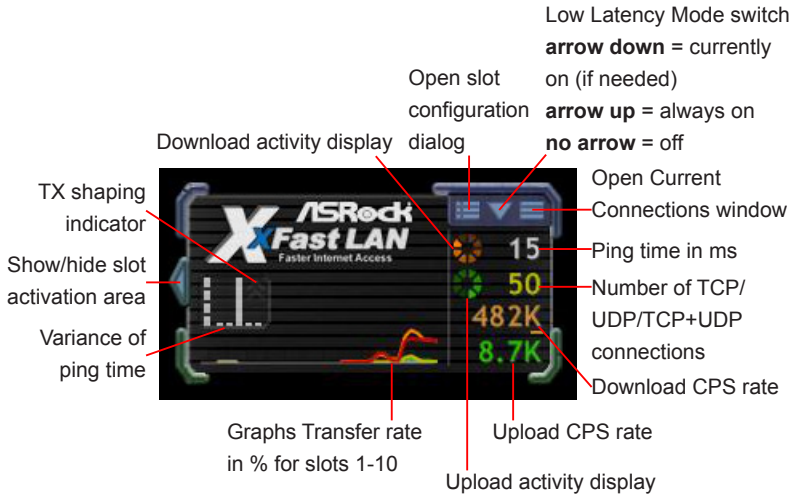 Low Latency Mode switch
arrow down = currently
on (if needed)
arrow up = always on
no arrow = off
Open slot
configuration
dialog
Download activity display
TX shaping
indicator
Show/hide slot
activation area
Variance of
ping time
ASRock
XFast LAN
Faster Internet Access
15
50
482K
8.7K
Open Current
Connections window
Ping time in ms
Number of TCP/
UDP/TCP+UDP
connections
Download CPS rate
Graphs Transfer rate
in % for slots 1-10
Upload CPS rate
Upload activity display